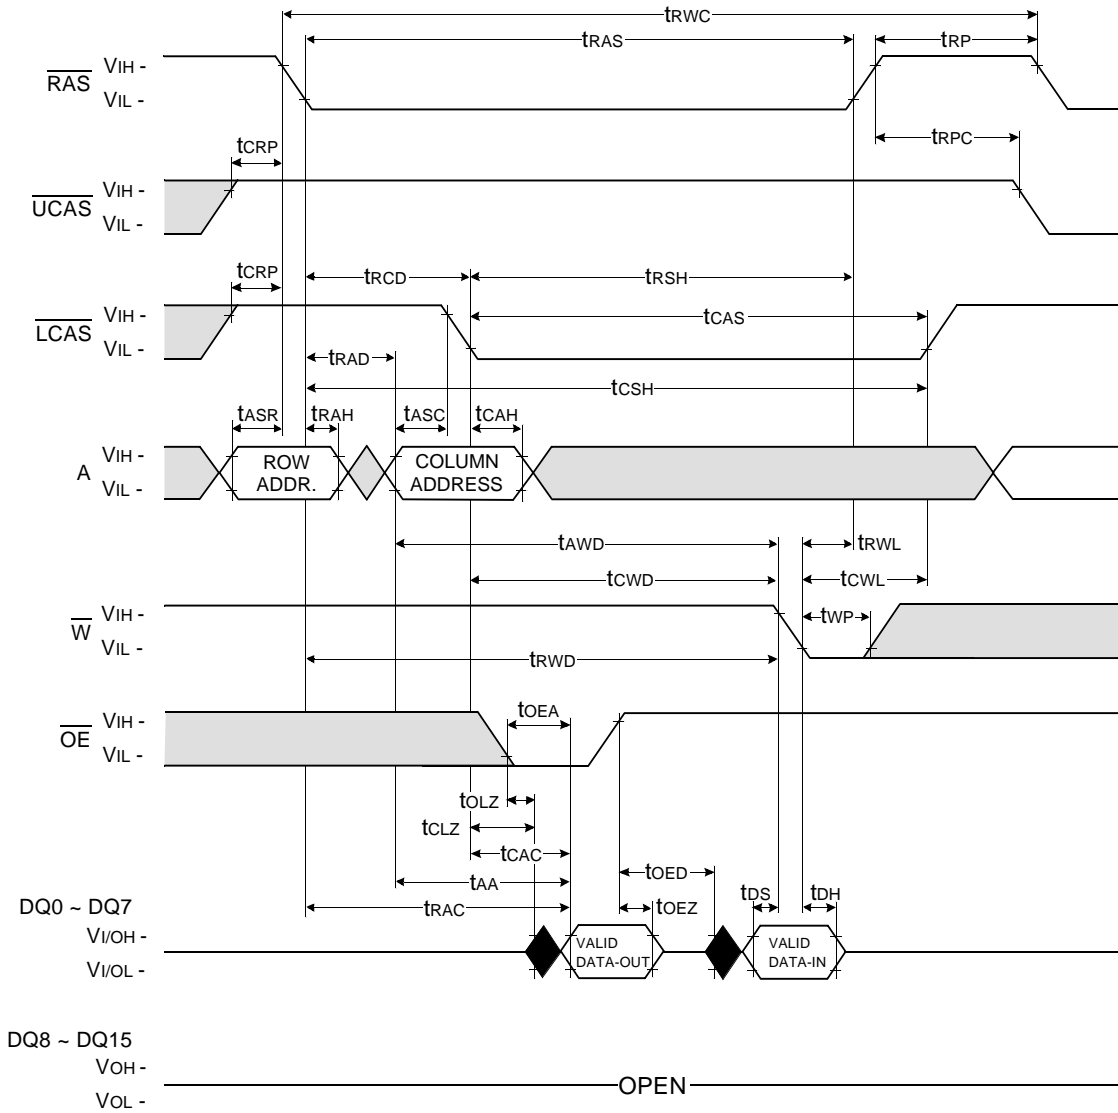 tRWC
tRAS tRP
RAS VIH -
VIL -
tCRP tRPC
UCAS VIH -
VIL -
tCRP tRCD tRSH
LCAS VIH -
VIL -
tCAS
tRAD
tCSH
tASR tRAH tASC tCAH
A VIH -
VIL -
ROW
ADDR.
COLUMN
ADDRESS
tAWD tRWL
tCWD tCWL
W VIH -
VIL -
tWP
tRWD
OE VIH -
VIL -
tOEA
tOLZ
tCLZ
tCAC
tOED
tAA
tDS tDH
tRAC tOEZ
DQ0 ~ DQ7
VI/OH -
VI/OL -
VALID
DATA-OUT
VALID
DATA-IN
DQ8 ~ DQ15
VOH -
VOL -
OPEN